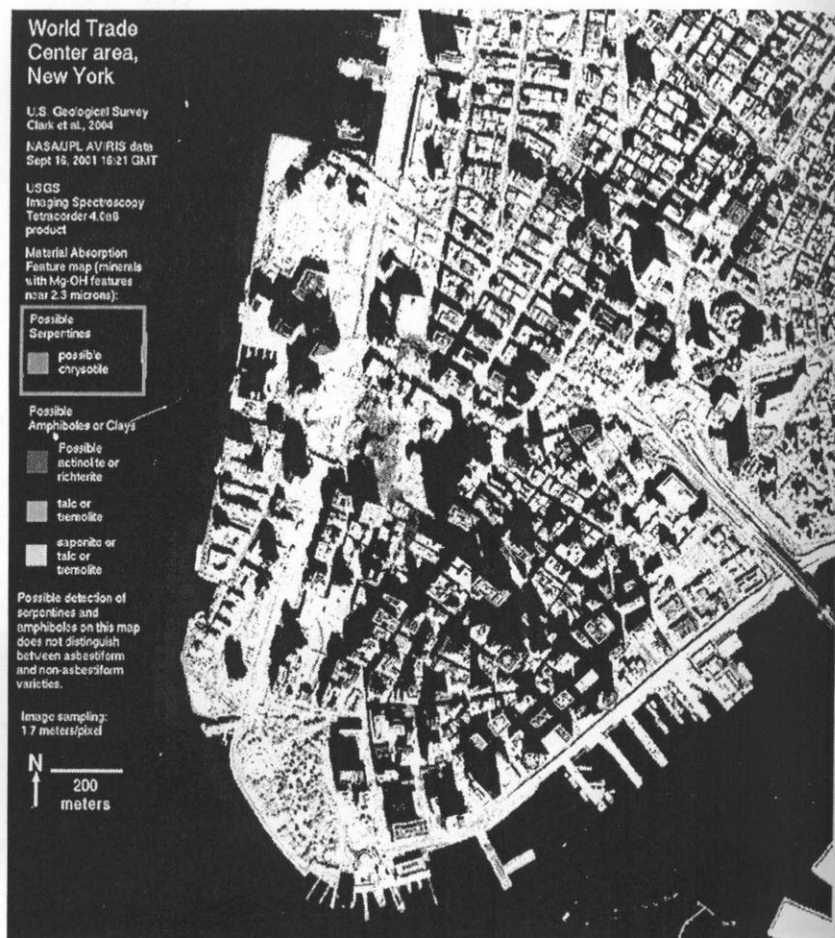 World Trade
Center area,
New York
U.S. Geological Survey
Clark et al., 2004
NASA/JPL AVIRIS data
Sept 16, 2001 16:21 GMT
USGS
Imaging Spectroscopy
Tetracorder 4.0a6
product
Material Absorption
Feature map (minerals
with Mg-OH features
near 2.3 microns):
Possible
Serpentines
possible
chrysotile
Possible
Amphiboles or Clays
Possible
actinolite or
richterite
talc or
tremolite
saponite or
talc or
tremolite
Possible detection of
serpentines and
amphiboles on this map
does not distinguish
between asbestiform
and non-asbestiform
varieties.
Image sampling:
1.7 meters/pixel
N
200
meters